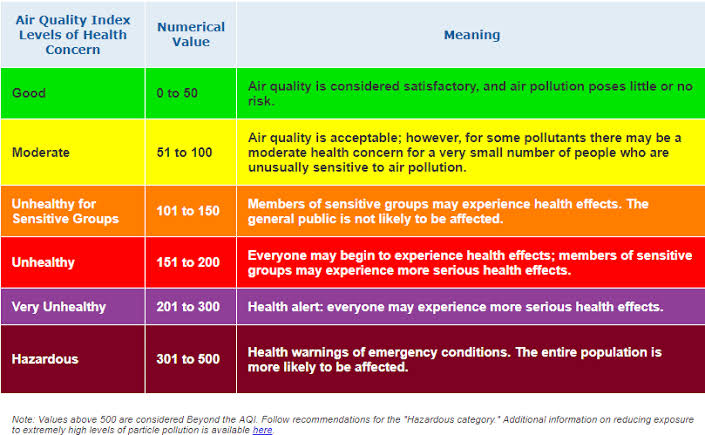 Air Quality Index
Levels of Health
Concern
Numerical
Value
Meaning
Good
0 to 50
Air quality is considered satisfactory, and air pollution poses little or no
risk.
Moderate
51 to 100
Air quality is acceptable; however, for some pollutants there may be a
moderate health concern for a very small number of people who are
unusually sensitive to air pollution.
Unhealthy for
Sensitive Groups
101 to 150
Members of sensitive groups may experience health effects. The
general public is not likely to be affected.
Unhealthy
151 to 200
Everyone may begin to experience health effects; members of sensitive
groups may experience more serious health effects.
Very Unhealthy
201 to 300
Health alert: everyone may experience more serious health effects.
Hazardous
301 to 500
Health warnings of emergency conditions. The entire population is
more likely to be affected.
Note: Values above 500 are considered Beyond the AQI. Follow recommendations for the "Hazardous category." Additional information on reducing exposure
to extremely high levels of particle pollution is available here.